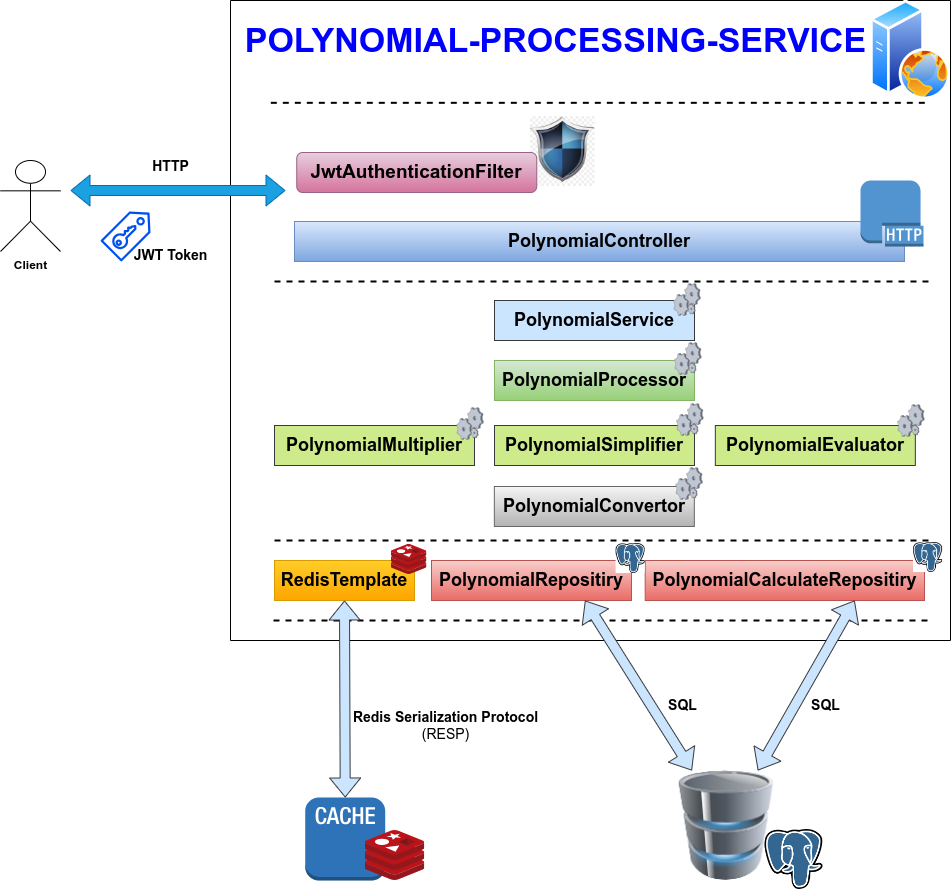 POLYNOMIAL-PROCESSING-SERVICE
HTTP
JwtAuthenticationFilter
JWT Token
Client
HTTP
PolynomialController
PolynomialService
PolynomialProcessor
PolynomialMultiplier
PolynomialSimplifier
PolynomialEvaluator
PolynomialConvertor
RedisTemplate
PolynomialRepositiry
PolynomialCalculateRepositiry
Redis Serialization Protocol
(RESP)
SQL
SQL
CACHE